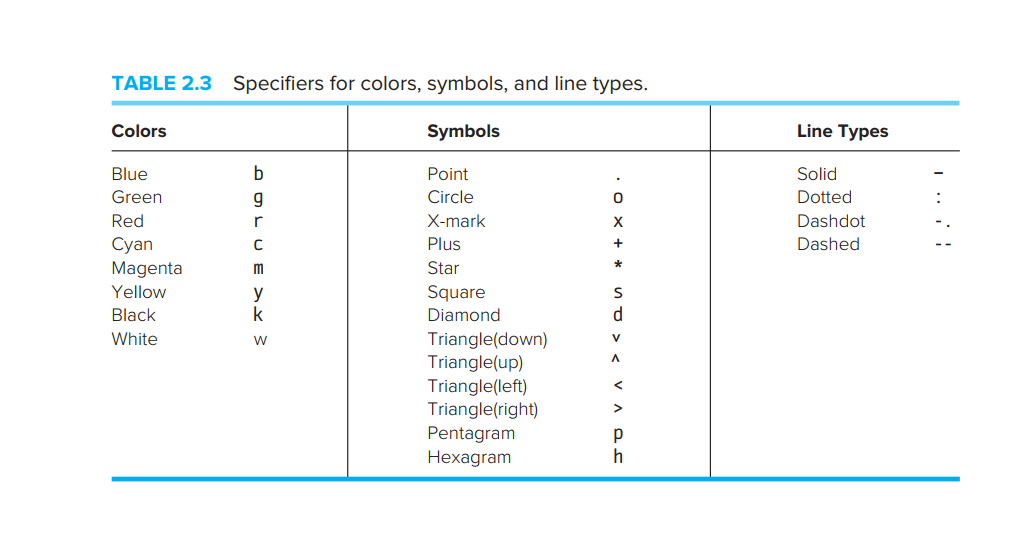 TABLE 2.3 Specifiers for colors, symbols, and line types.
Colors Symbols Line Types
Blue b Point . Solid –
Green g Circle o Dotted :
Red r X-mark x Dashdot -.
Cyan c Plus + Dashed --
Magenta m Star *
Yellow y Square s
Black k Diamond d
White w Triangle(down) v
Triangle(up) ^
Triangle(left) <
Triangle(right) >
Pentagram p
Hexagram h